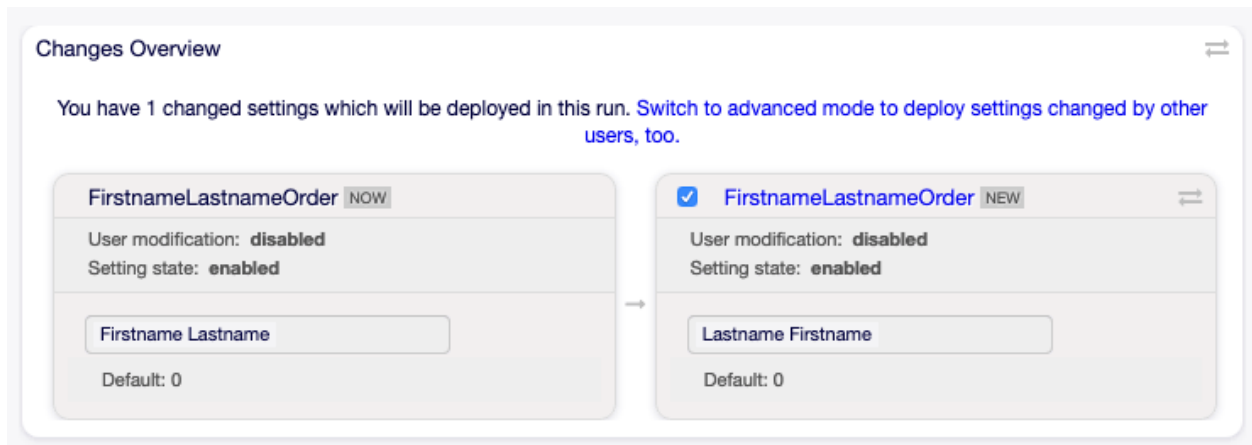 Changes Overview
You have 1 changed settings which will be deployed in this run. Switch to advanced mode to deploy settings changed by other
users, too.
FirstnameLastnameOrder NOW
User modification: disabled
Setting state: enabled
Firstname Lastname
Default: 0
FirstnameLastnameOrder NEW
User modification: disabled
Setting state: enabled
Lastname Firstname
Default: 0